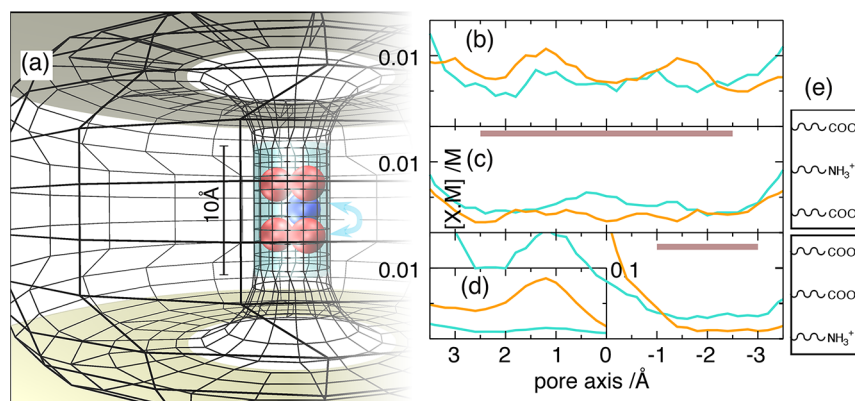 (a)
10Å
(b)
0.01
(c)
0.01
[X.M] /M
(d)
0.01
0.1
3 2 1 0 -1 -2 -3
pore axis /Å
(e)
COO
NH₃⁺
COO
COO
COO
NH₃⁺